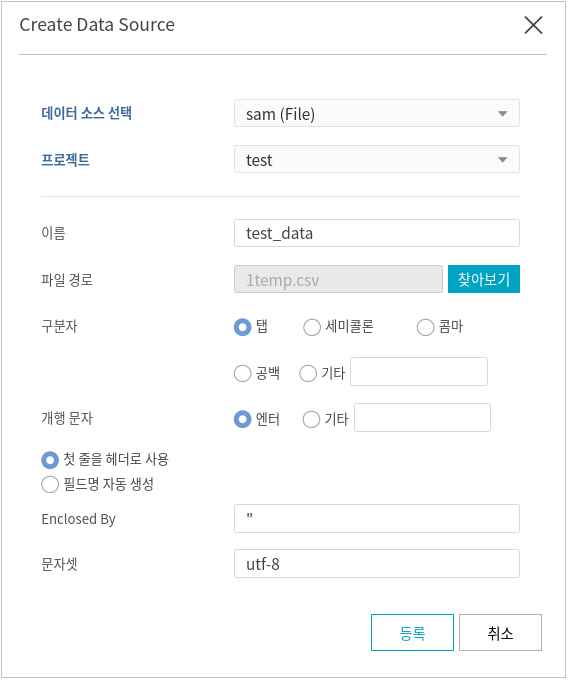 Create Data Source
데이터 소스 선택 sam (File)
프로젝트 test
이름 test_data
파일 경로 1temp.csv 찾아보기
구분자 탭 세미콜론 콤마
공백 기타
개행 문자 엔터 기타
첫 줄을 헤더로 사용
필드명 자동 생성
Enclosed By "
문자셋 utf-8
등록 취소